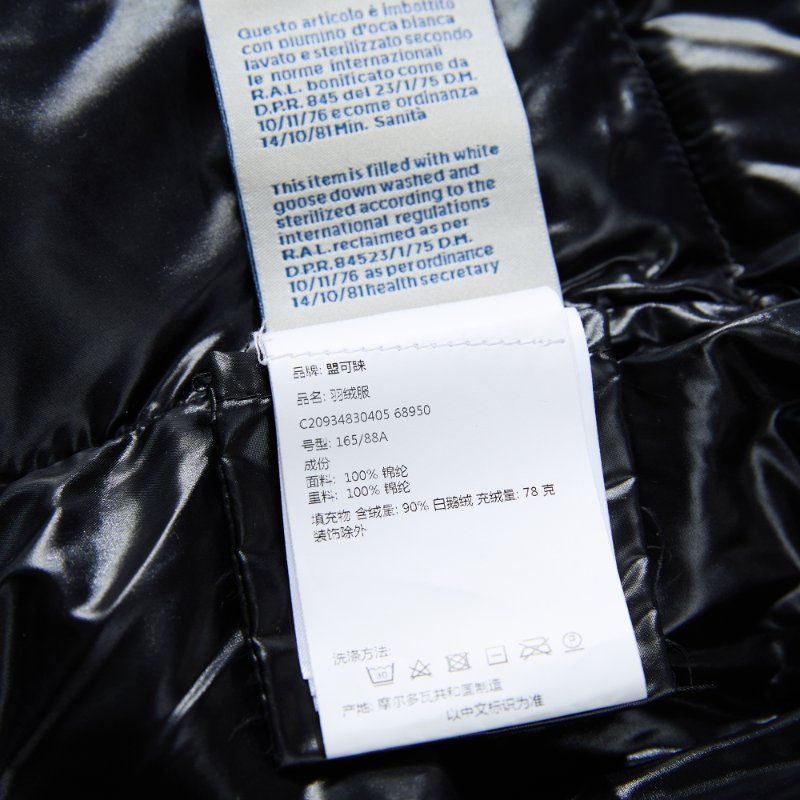 Questo articolo è imbottito
con piumino d'oca bianca
lavato e sterilizzato secondo
le norme internazionali
R.A.L. bonificato come da
D.P.R. 845 del 23/1/75 D.M.
10/11/76 e come ordinanza
14/10/81 Min. Sanità
This item is filled with white
goose down washed and
sterilized according to the
international regulations
R.A.L. reclaimed as per
D.P.R. 84523/1/75 D.M.
10/11/76 as per ordinance
14/10/81 health secretary
品牌: 盟可睐
品名: 羽绒服
C20934830405 68950
号型: 165/88A
成份
面料: 100% 锦纶
里料: 100% 锦纶
填充物 含绒量: 90% 白鹅绒 充绒量: 78 克
装饰除外
洗涤方法:
30
产地: 摩尔多瓦共和国制造
以中文标识为准